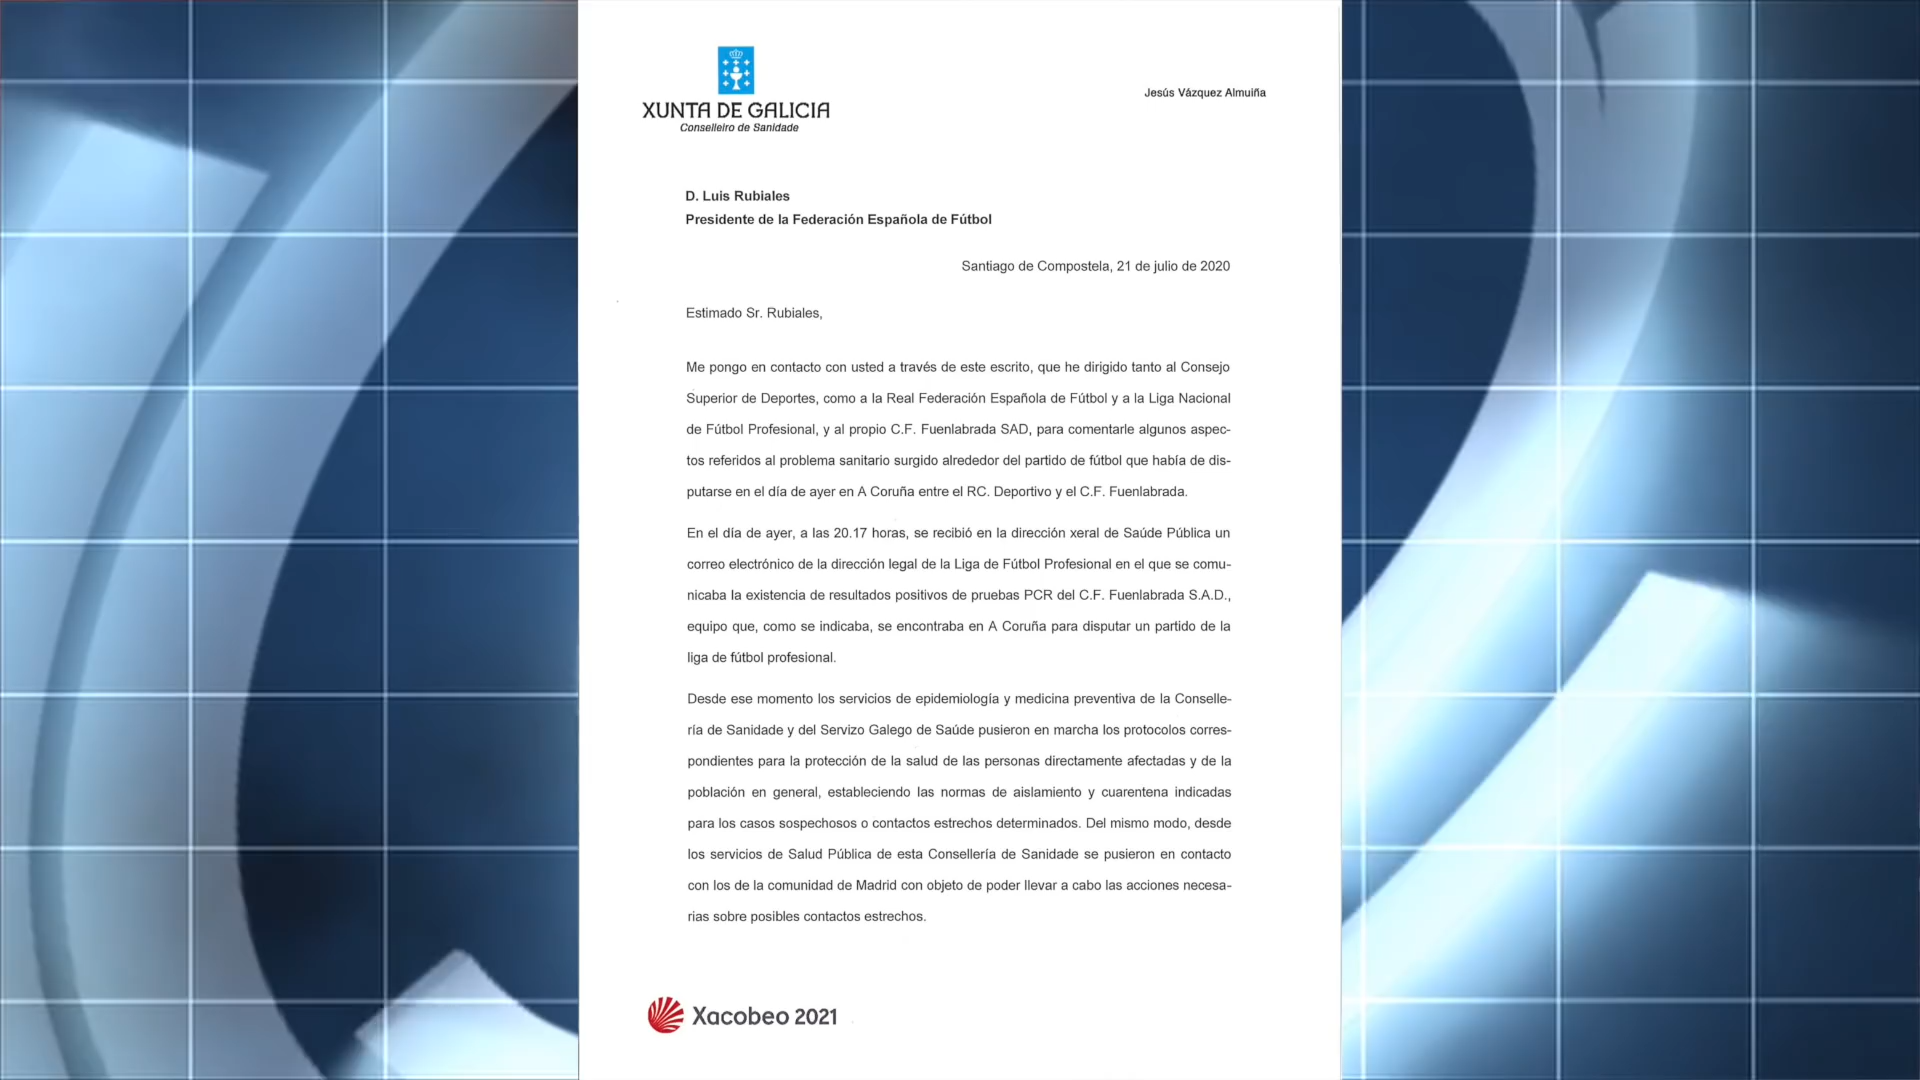 XUNTA DE GALICIA
Conselleiro de Sanidade
Jesús Vázquez Almuiña
D. Luis Rubiales
Presidente de la Federación Española de Fútbol
Santiago de Compostela, 21 de julio de 2020
Estimado Sr. Rubiales,
Me pongo en contacto con usted a través de este escrito, que he dirigido tanto al Consejo
Superior de Deportes, como a la Real Federación Española de Fútbol y a la Liga Nacional
de Fútbol Profesional, y al propio C.F. Fuenlabrada SAD, para comentarle algunos aspec-
tos referidos al problema sanitario surgido alrededor del partido de fútbol que había de dis-
putarse en el día de ayer en A Coruña entre el RC. Deportivo y el C.F. Fuenlabrada.
En el día de ayer, a las 20.17 horas, se recibió en la dirección xeral de Saúde Pública un
correo electrónico de la dirección legal de la Liga de Fútbol Profesional en el que se comu-
nicaba la existencia de resultados positivos de pruebas PCR del C.F. Fuenlabrada S.A.D.,
equipo que, como se indicaba, se encontraba en A Coruña para disputar un partido de la
liga de fútbol profesional.
Desde ese momento los servicios de epidemiología y medicina preventiva de la Conselle-
ría de Sanidade y del Servizo Galego de Saúde pusieron en marcha los protocolos corres-
pondientes para la protección de la salud de las personas directamente afectadas y de la
población en general, estableciendo las normas de aislamiento y cuarentena indicadas
para los casos sospechosos o contactos estrechos determinados. Del mismo modo, desde
los servicios de Salud Pública de esta Consellería de Sanidade se pusieron en contacto
con los de la comunidad de Madrid con objeto de poder llevar a cabo las acciones necesa-
rias sobre posibles contactos estrechos.
Xacobeo 2021